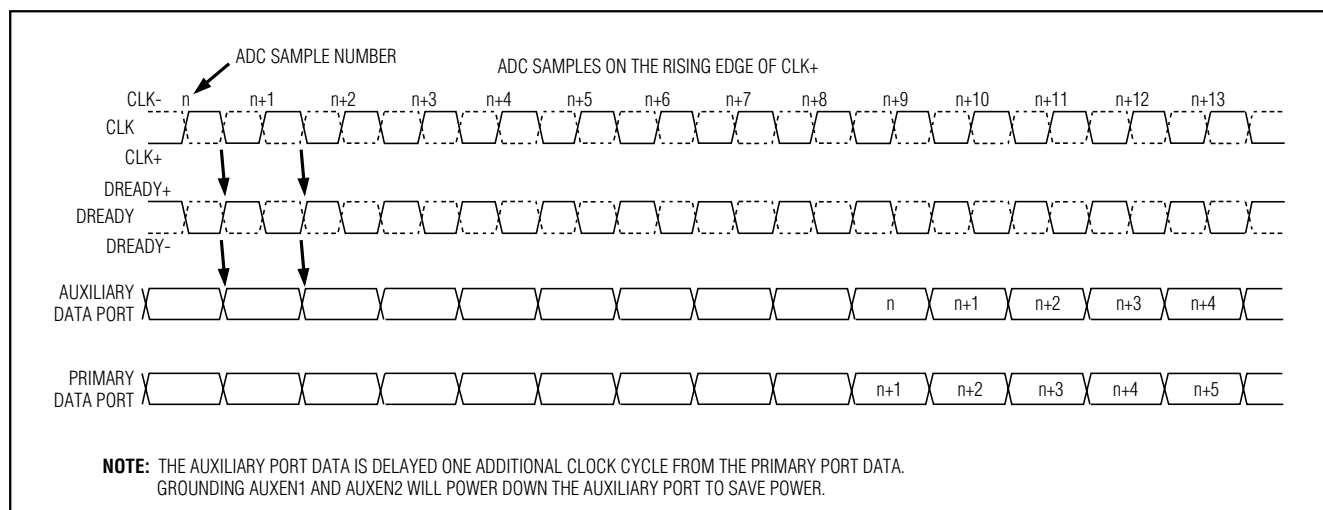 ADC SAMPLE NUMBER
ADC SAMPLES ON THE RISING EDGE OF CLK+
CLK- n n+1 n+2 n+3 n+4 n+5 n+6 n+7 n+8 n+9 n+10 n+11 n+12 n+13
CLK
CLK+
DREADY+
DREADY
DREADY-
AUXILIARY
DATA PORT
n n+1 n+2 n+3 n+4
PRIMARY
DATA PORT
n+1 n+2 n+3 n+4 n+5
NOTE: THE AUXILIARY PORT DATA IS DELAYED ONE ADDITIONAL CLOCK CYCLE FROM THE PRIMARY PORT DATA.
GROUNDING AUXEN1 AND AUXEN2 WILL POWER DOWN THE AUXILIARY PORT TO SAVE POWER.